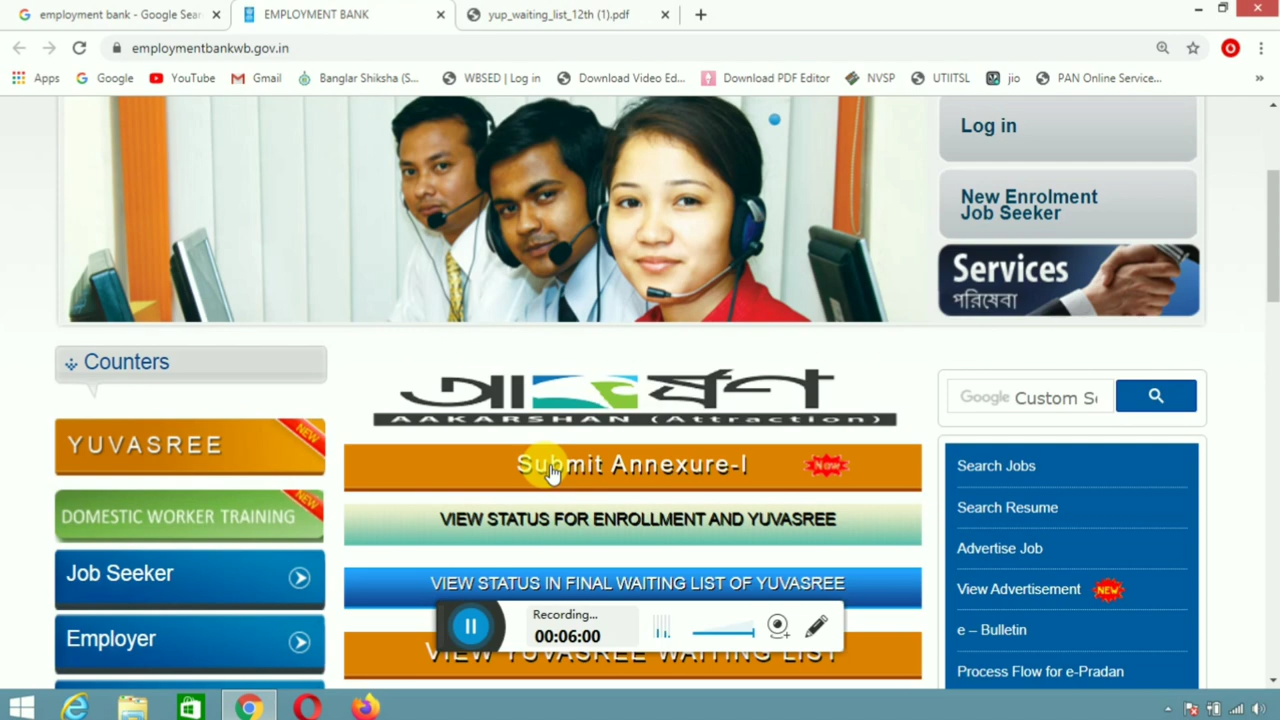 employment bank - Google Sear
EMPLOYMENT BANK
yup_waiting_list_12th (1).pdf
employmentbankwb.gov.in
Apps
Google
YouTube
Gmail
Banglar Shiksha (S...
WBSED | Log in
Download Video Ed...
Download PDF Editor
NVSP
UTIITSL
jio
PAN Online Service...
»
Log in
New Enrolment
Job Seeker
Services
পরিষেবা
Counters
আকর্ষণ
AAKARSHAN (Attraction)
Google Custom Se
YUVASREE
NEW
Submit Annexure-I
New
Search Jobs
DOMESTIC WORKER TRAINING
NEW
VIEW STATUS FOR ENROLLMENT AND YUVASREE
Search Resume
Advertise Job
Job Seeker
VIEW STATUS IN FINAL WAITING LIST OF YUVASREE
View Advertisement
NEW
Recording...
00:06:00
e – Bulletin
Employer
VIEW YUVASREE WAITING LIST
Process Flow for e-Pradan